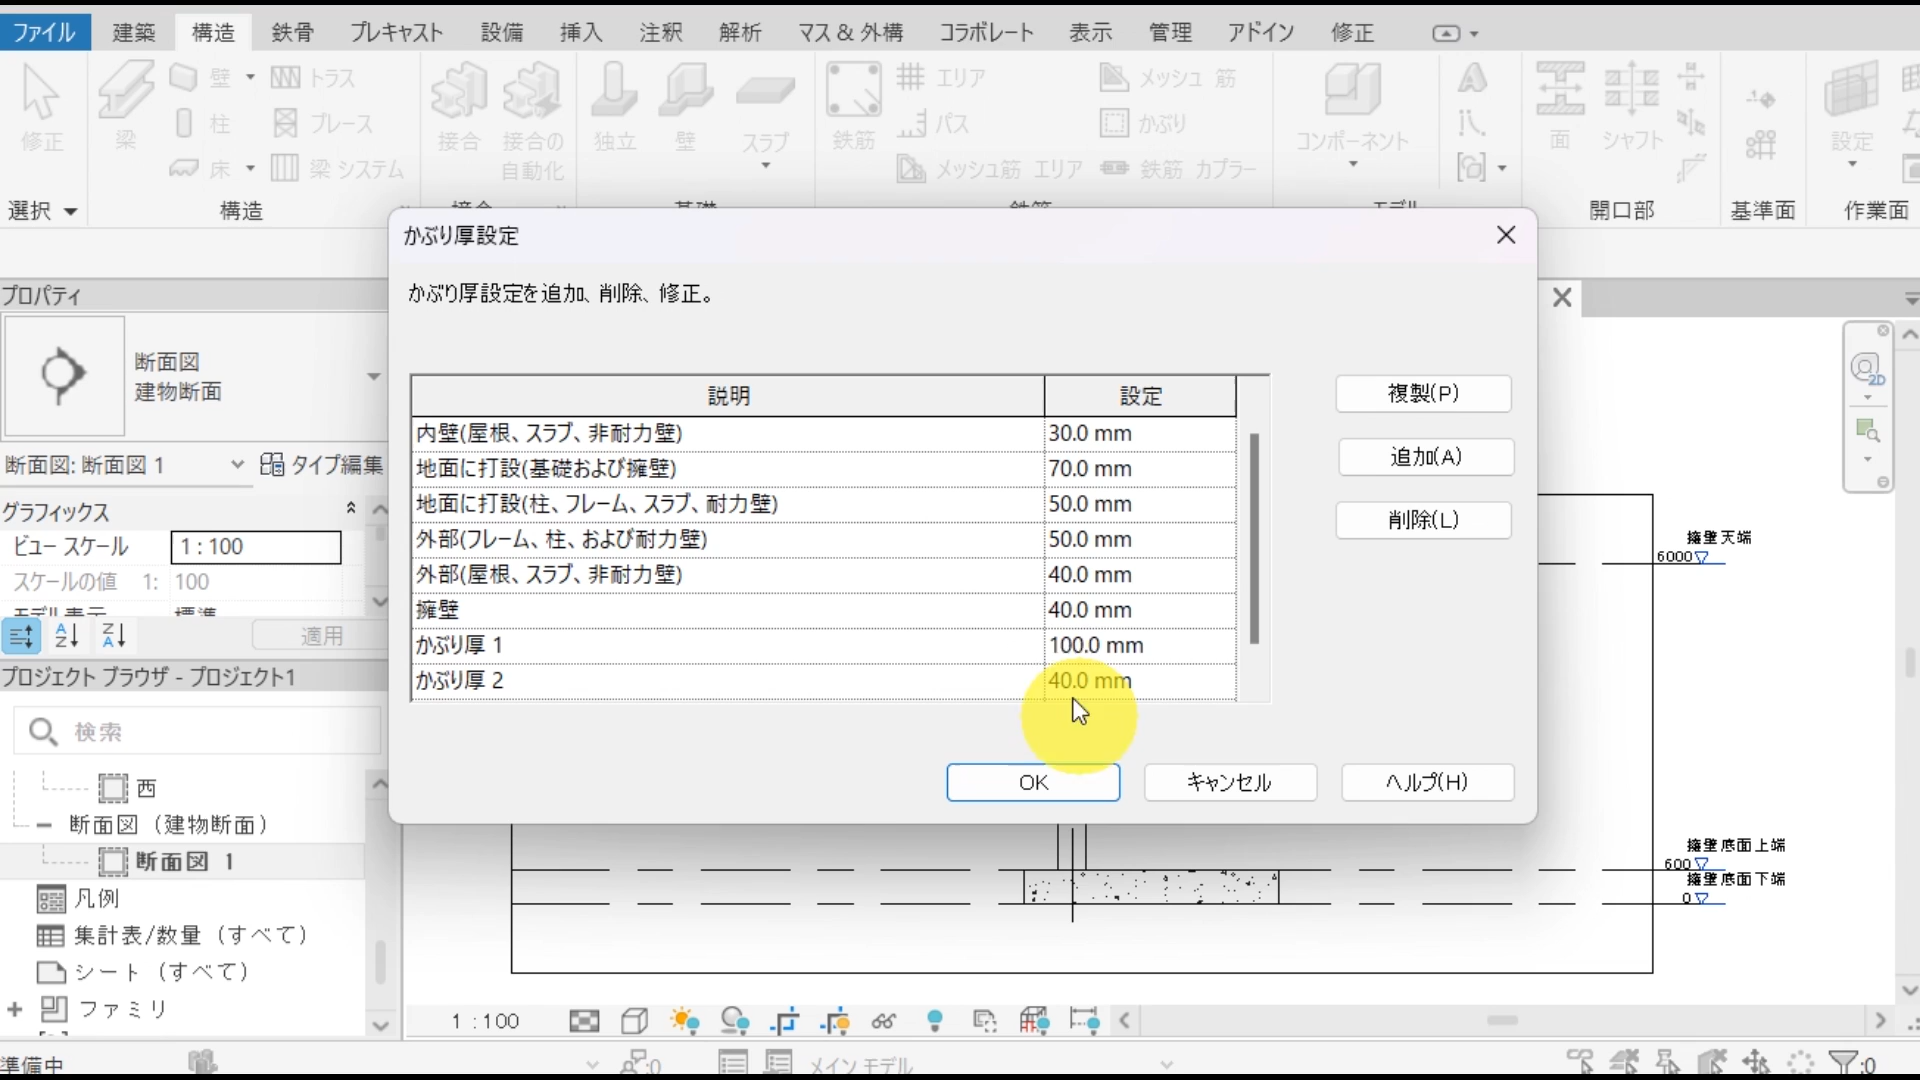 ファイル 建築 構造 鉄骨 プレキャスト 設備 挿入 注釈 解析 マス & 外構 コラボレート 表示 管理 アドイン 修正
修正 梁 壁 柱 床 トラス ブレース 梁 システム
接合 接合の自動化
独立 壁 スラブ
鉄筋 エリア パス メッシュ筋 エリア メッシュ 筋 かぶり 鉄筋 カプラー
コンポーネント
面 シャフト
設定
選択 構造 開口部 基準面 作業面
プロパティ
断面図
建物断面
断面図: 断面図 1 タイプ編集
グラフィックス
ビュー スケール 1 : 100
スケールの値 1: 100
モデル表示 標準
適用
プロジェクト ブラウザ - プロジェクト1
検索
西
断面図 (建物断面)
断面図 1
凡例
集計表/数量 (すべて)
シート (すべて)
ファミリ
準備中
かぶり厚設定
かぶり厚設定を追加、削除、修正。
説明 設定
内壁(屋根、スラブ、非耐力壁) 30.0 mm
地面に打設(基礎および擁壁) 70.0 mm
地面に打設(柱、フレーム、スラブ、耐力壁) 50.0 mm
外部(フレーム、柱、および耐力壁) 50.0 mm
外部(屋根、スラブ、非耐力壁) 40.0 mm
擁壁 40.0 mm
かぶり厚 1 100.0 mm
かぶり厚 2 40.0 mm
複製(P)
追加(A)
削除(L)
OK キャンセル ヘルプ(H)
2D
擁壁天端
6000
擁壁底面上端
600
擁壁底面下端
0
1 : 100
:0 メイン モデル :0